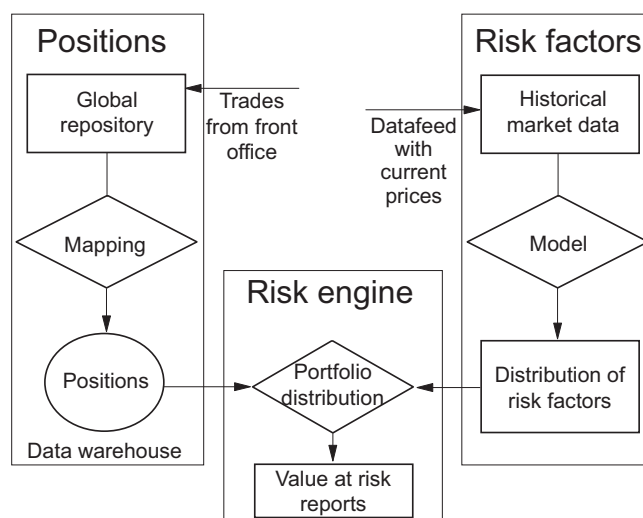 Positions
Global
repository
Trades
from front
office
Mapping
Positions
Data warehouse
Risk engine
Portfolio
distribution
Value at risk
reports
Risk factors
Historical
market data
Datafeed
with
current
prices
Model
Distribution of
risk factors